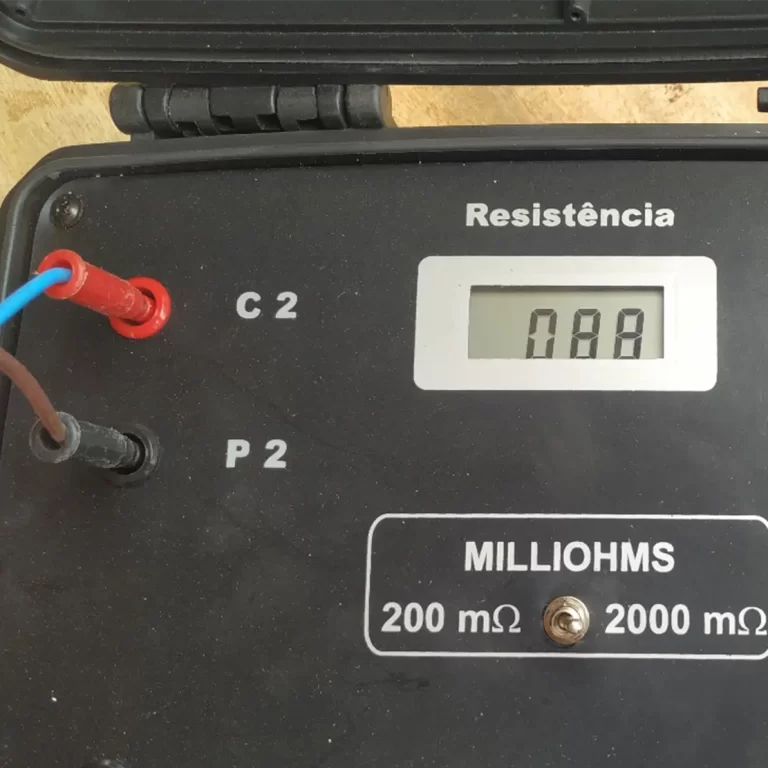 Resistência
C 2
088
P 2
MILLIOHMS
200 mΩ 2000 mΩ